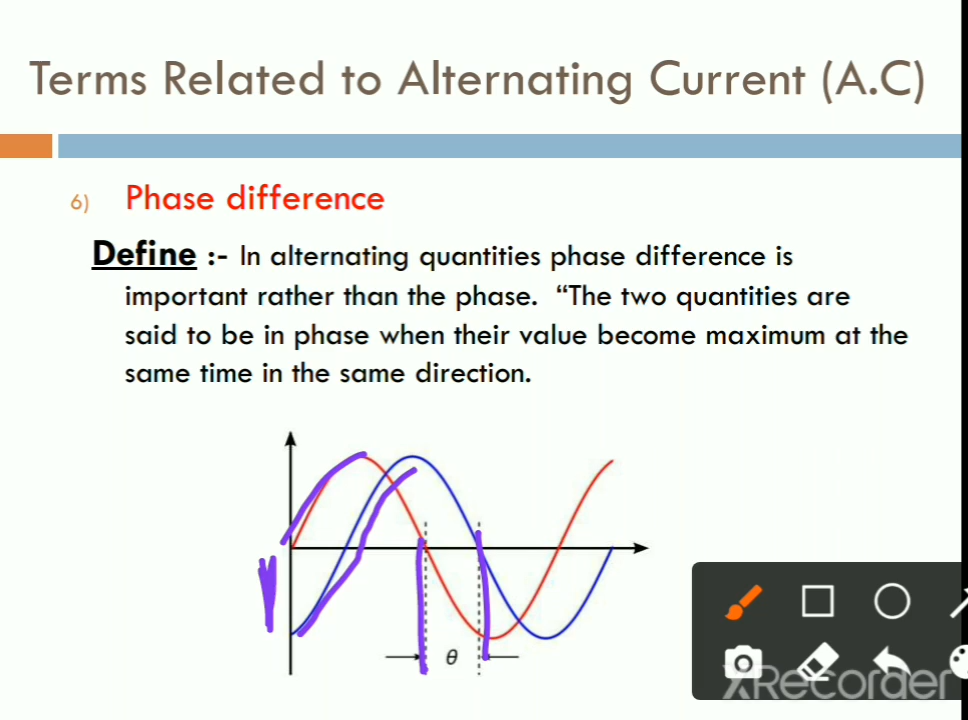 Terms Related to Alternating Current (A.C)
6) Phase difference
Define :- In alternating quantities phase difference is
important rather than the phase. “The two quantities are
said to be in phase when their value become maximum at the
same time in the same direction.
θ
XRecorder